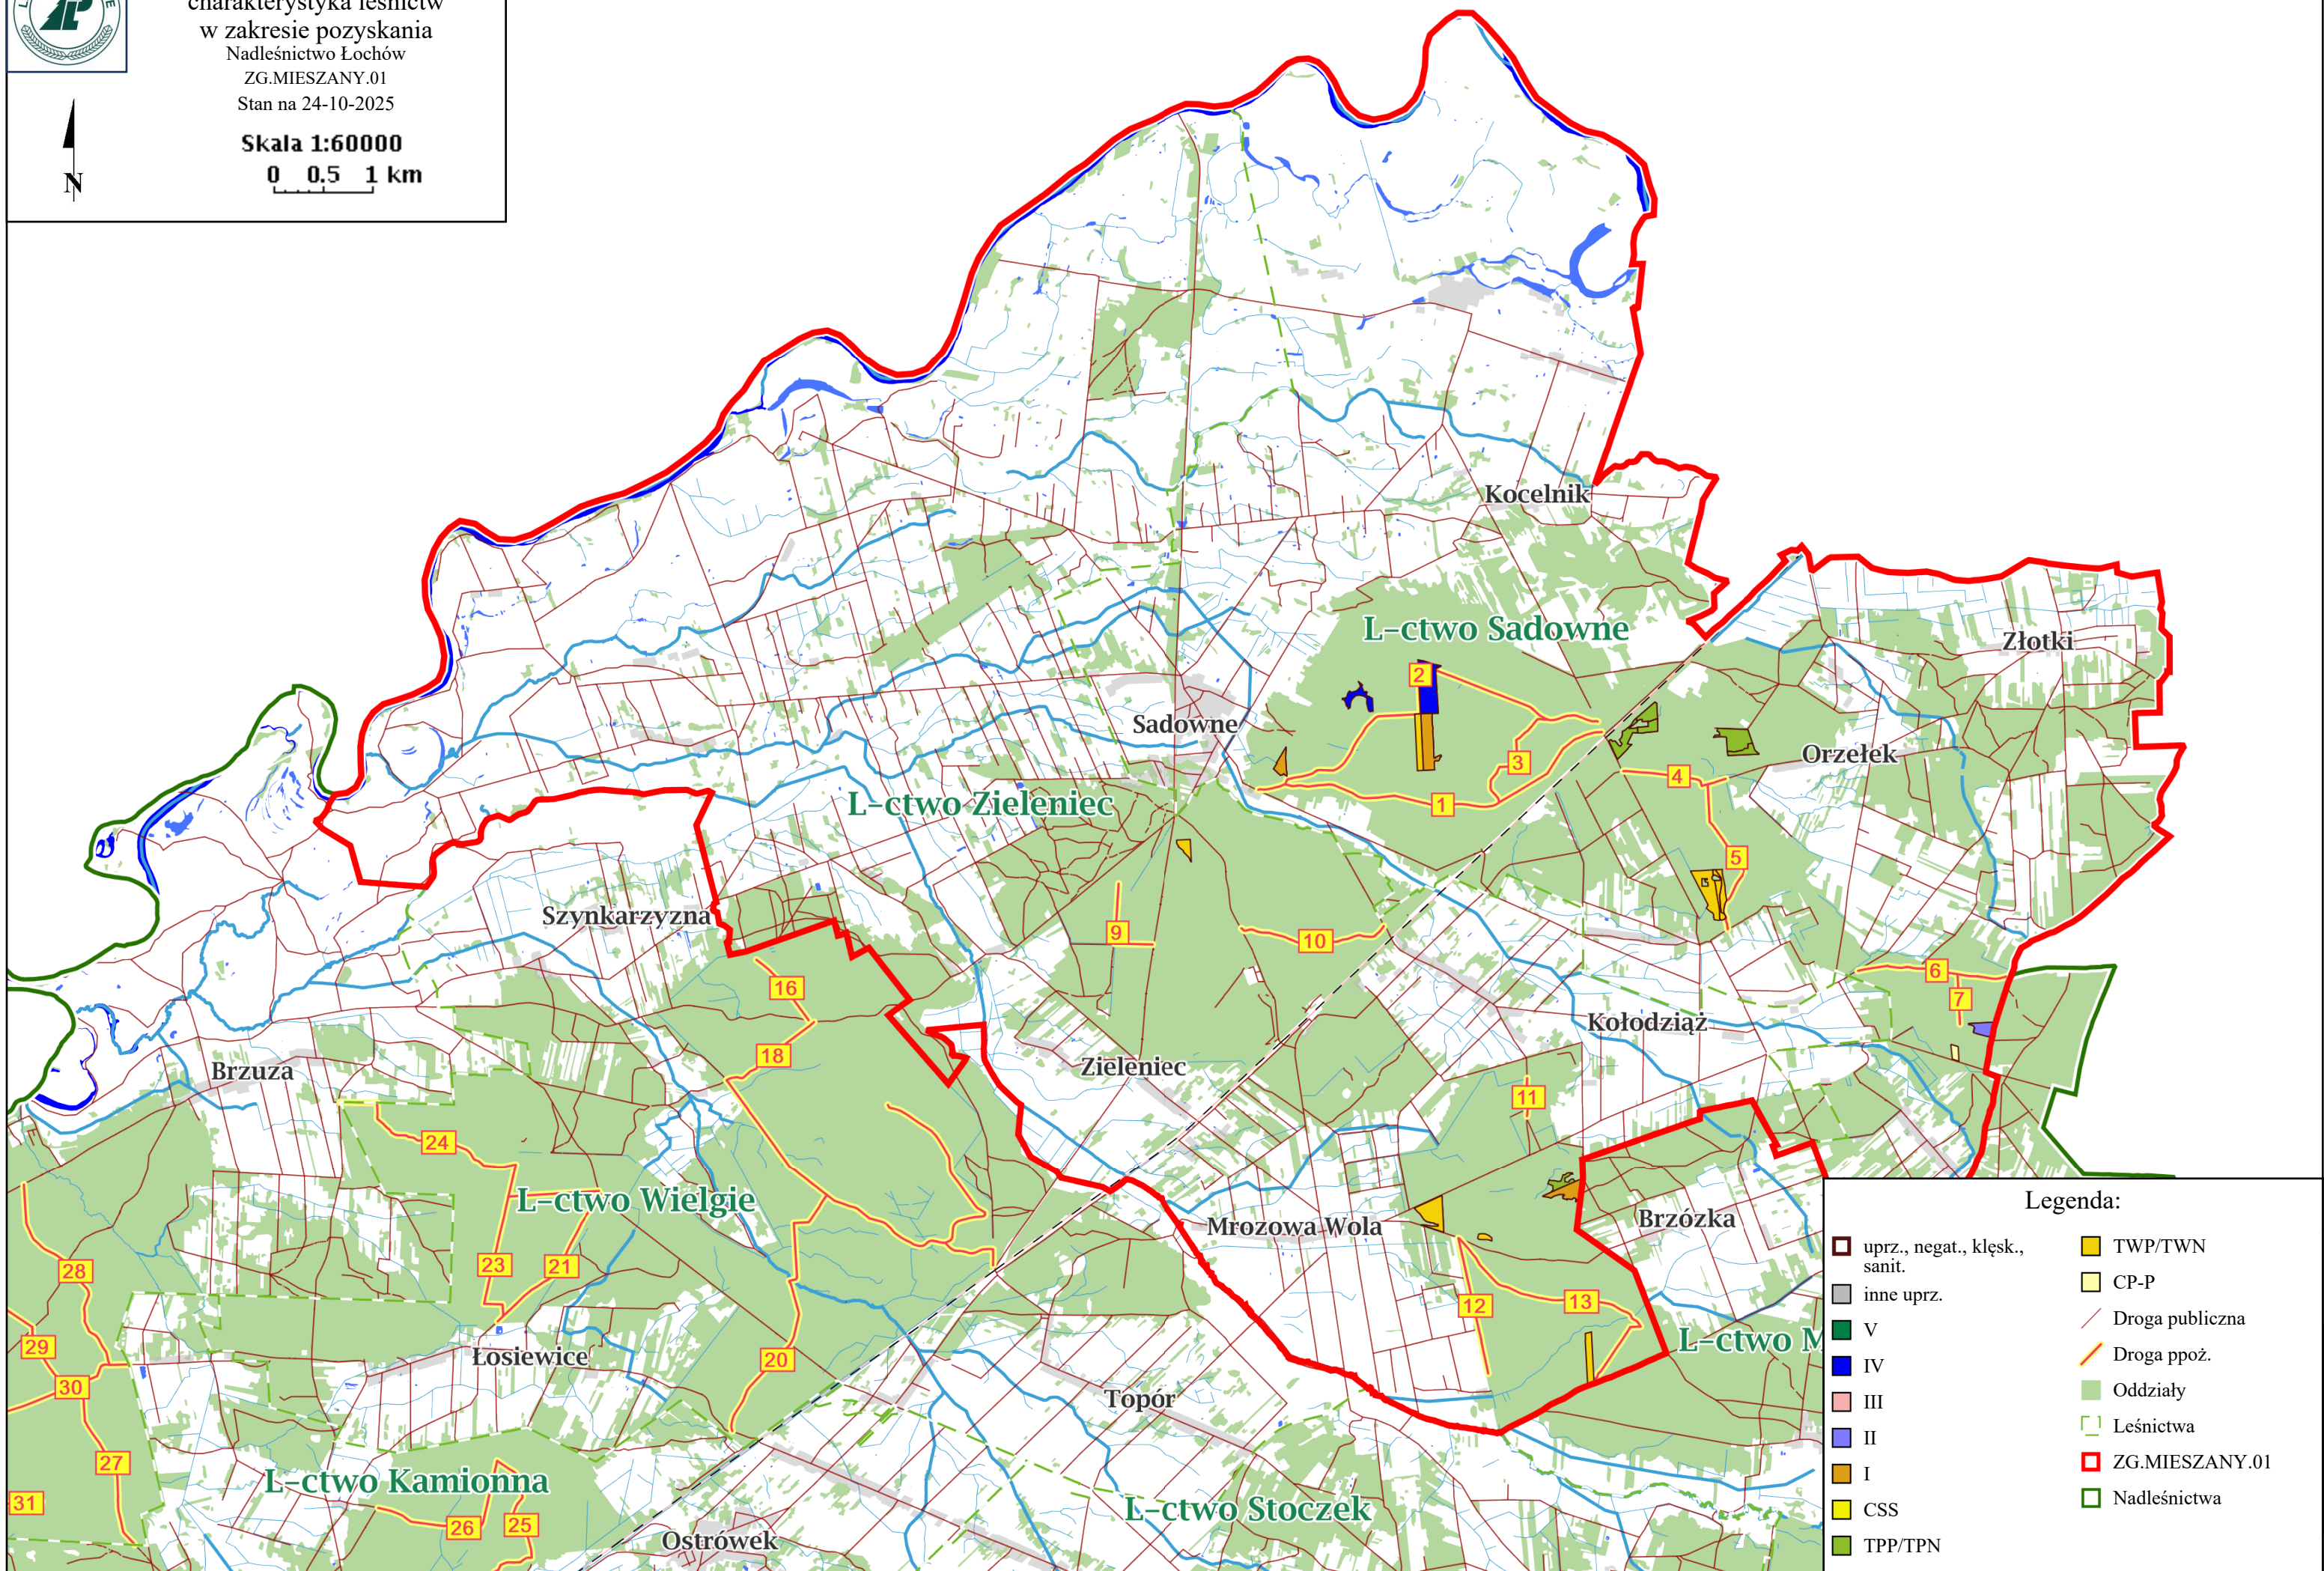 charakterystyka leśnictw
w zakresie pozyskania
Nadleśnictwo Łochów
ZG.MIESZANY.01
Stan na 24-10-2025
Skala 1:60000
0 0.5 1 km
N
Kocelnik
L-ctwo Sadowne
Złotki
2
Sadowne
Orzełek
3
4
L-ctwo Zieleniec
1
5
Szynkarzyzna
9
10
6
16
7
Kołodziąż
18
Brzuza
Zieleniec
11
24
L-ctwo Wielgie
Mrozowa Wola
Brzózka
23
21
28
12
13
29
Łosiewice
20
L-ctwo M
30
Topór
27
L-ctwo Kamionna
31
26
25
L-ctwo Stoczek
Ostrówek
Legenda:
uprz., negat., klęsk.,
sanit.
inne uprz.
V
IV
III
II
I
CSS
TPP/TPN
TWP/TWN
CP-P
Droga publiczna
Droga ppoż.
Oddziały
Leśnictwa
ZG.MIESZANY.01
Nadleśnictwa